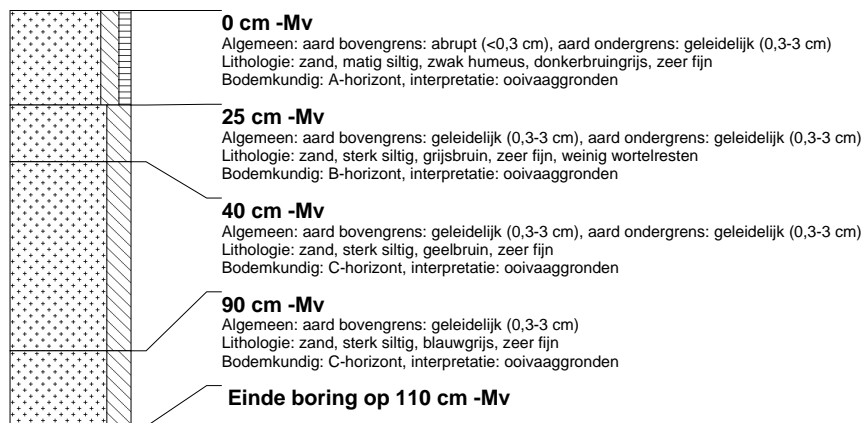 0 cm -Mv
Algemeen: aard bovengrens: abrupt (<0,3 cm), aard ondergrens: geleidelijk (0,3-3 cm)
Lithologie: zand, matig siltig, zwak humeus, donkerbruingrijs, zeer fijn
Bodemkundig: A-horizont, interpretatie: ooivaaggronden
25 cm -Mv
Algemeen: aard bovengrens: geleidelijk (0,3-3 cm), aard ondergrens: geleidelijk (0,3-3 cm)
Lithologie: zand, sterk siltig, grijsbruin, zeer fijn, weinig wortelresten
Bodemkundig: B-horizont, interpretatie: ooivaaggronden
40 cm -Mv
Algemeen: aard bovengrens: geleidelijk (0,3-3 cm), aard ondergrens: geleidelijk (0,3-3 cm)
Lithologie: zand, sterk siltig, geelbruin, zeer fijn
Bodemkundig: C-horizont, interpretatie: ooivaaggronden
90 cm -Mv
Algemeen: aard bovengrens: geleidelijk (0,3-3 cm)
Lithologie: zand, sterk siltig, blauwgrijs, zeer fijn
Bodemkundig: C-horizont, interpretatie: ooivaaggronden
Einde boring op 110 cm -Mv